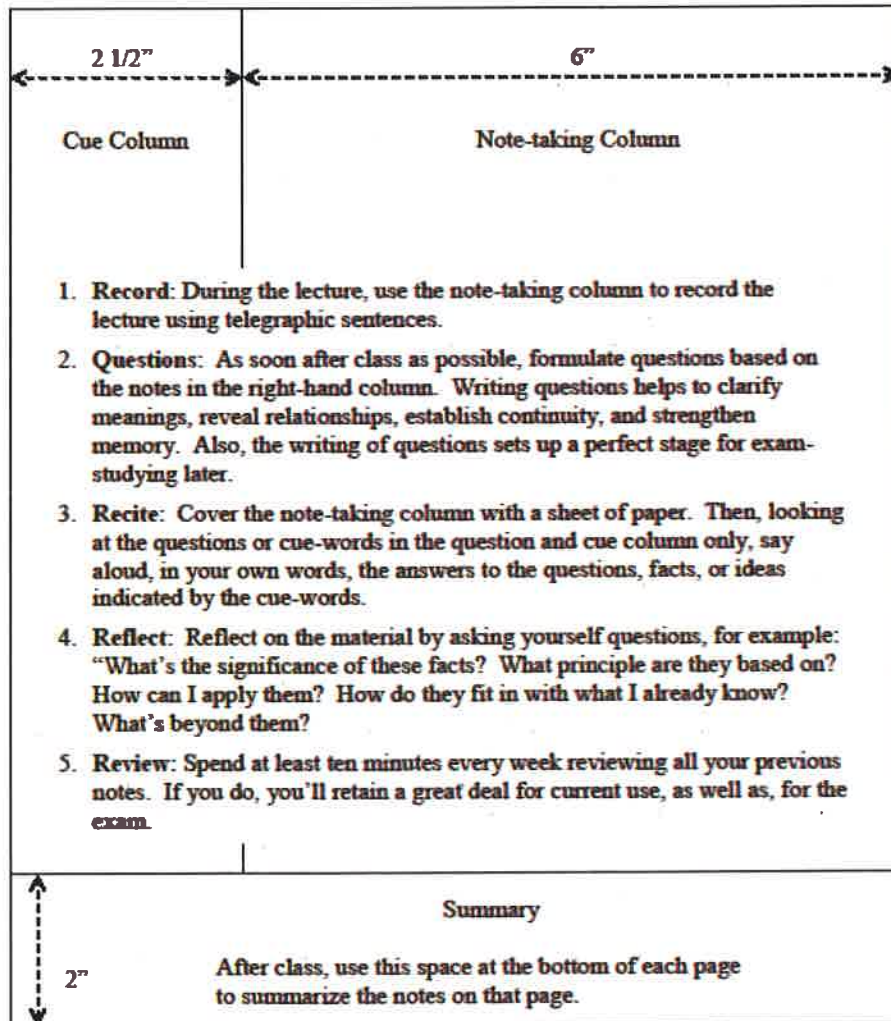 2 1/2” 6”
Cue Column Note-taking Column
1. Record: During the lecture, use the note-taking column to record the
lecture using telegraphic sentences.
2. Questions: As soon after class as possible, formulate questions based on
the notes in the right-hand column. Writing questions helps to clarify
meanings, reveal relationships, establish continuity, and strengthen
memory. Also, the writing of questions sets up a perfect stage for exam-
studying later.
3. Recite: Cover the note-taking column with a sheet of paper. Then, looking
at the questions or cue-words in the question and cue column only, say
aloud, in your own words, the answers to the questions, facts, or ideas
indicated by the cue-words.
4. Reflect: Reflect on the material by asking yourself questions, for example:
“What’s the significance of these facts? What principle are they based on?
How can I apply them? How do they fit in with what I already know?
What’s beyond them?
5. Review: Spend at least ten minutes every week reviewing all your previous
notes. If you do, you’ll retain a great deal for current use, as well as, for the
exam.
Summary
2”
After class, use this space at the bottom of each page
to summarize the notes on that page.